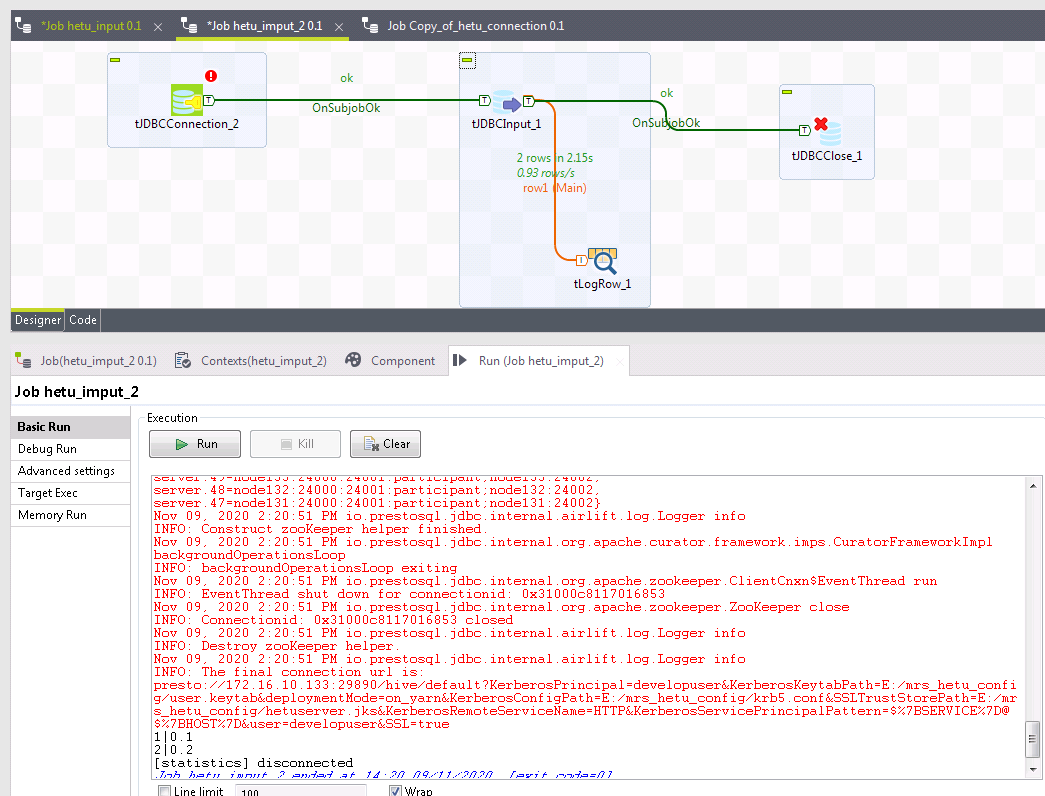 *Job hetu_input 0.1
*Job hetu_imput_2 0.1
Job Copy_of_hetu_connection 0.1
ok
OnSubjobOk
tJDBCConnection_2
T
T
T
tJDBCInput_1
ok
OnSubjobOk
T
tJDBCClose_1
2 rows in 2.15s
0.93 rows/s
row1 (Main)
I
tLogRow_1
Designer
Code
Job(hetu_imput_2 0.1)
Contexts(hetu_imput_2)
Component
Run (Job hetu_imput_2)
Job hetu_imput_2
Basic Run
Debug Run
Advanced settings
Target Exec
Memory Run
Execution
Run
Kill
Clear
server.48=node132:24000:24001:participant;node132:24002,
server.47=node131:24000:24001:participant;node131:24002}
Nov 09, 2020 2:20:51 PM io.prestosql.jdbc.internal.airlift.log.Logger info
INFO: Construct zooKeeper helper finished.
Nov 09, 2020 2:20:51 PM io.prestosql.jdbc.internal.org.apache.curator.framework.imps.CuratorFrameworkImpl
backgroundOperationsLoop
INFO: backgroundOperationsLoop exiting
Nov 09, 2020 2:20:51 PM io.prestosql.jdbc.internal.org.apache.zookeeper.ClientCnxn$EventThread run
INFO: EventThread shut down for connectionid: 0x31000c8117016853
Nov 09, 2020 2:20:51 PM io.prestosql.jdbc.internal.org.apache.zookeeper.ZooKeeper close
INFO: Connectionid: 0x31000c8117016853 closed
Nov 09, 2020 2:20:51 PM io.prestosql.jdbc.internal.airlift.log.Logger info
INFO: Destroy zooKeeper helper.
Nov 09, 2020 2:20:51 PM io.prestosql.jdbc.internal.airlift.log.Logger info
INFO: The final connection url is:
presto://172.16.10.133:29890/hive/default?KerberosPrincipal=developuser&KerberosKeytabPath=E:/mrs_hetu_confi
g/user.keytab&deploymentMode=on_yarn&KerberosConfigPath=E:/mrs_hetu_config/krb5.conf&SSLTrustStorePath=E:/mr
s_hetu_config/hetuserver.jks&KerberosRemoteServiceName=HTTP&KerberosServicePrincipalPattern=$%7BSERVICE%7D@
$%7BHOST%7D&user=developuser&SSL=true
1|0.1
2|0.2
[statistics] disconnected
Job hetu_imput_2 ended at 14:20 09/11/2020. [exit code=0]
Line limit
100
Wrap